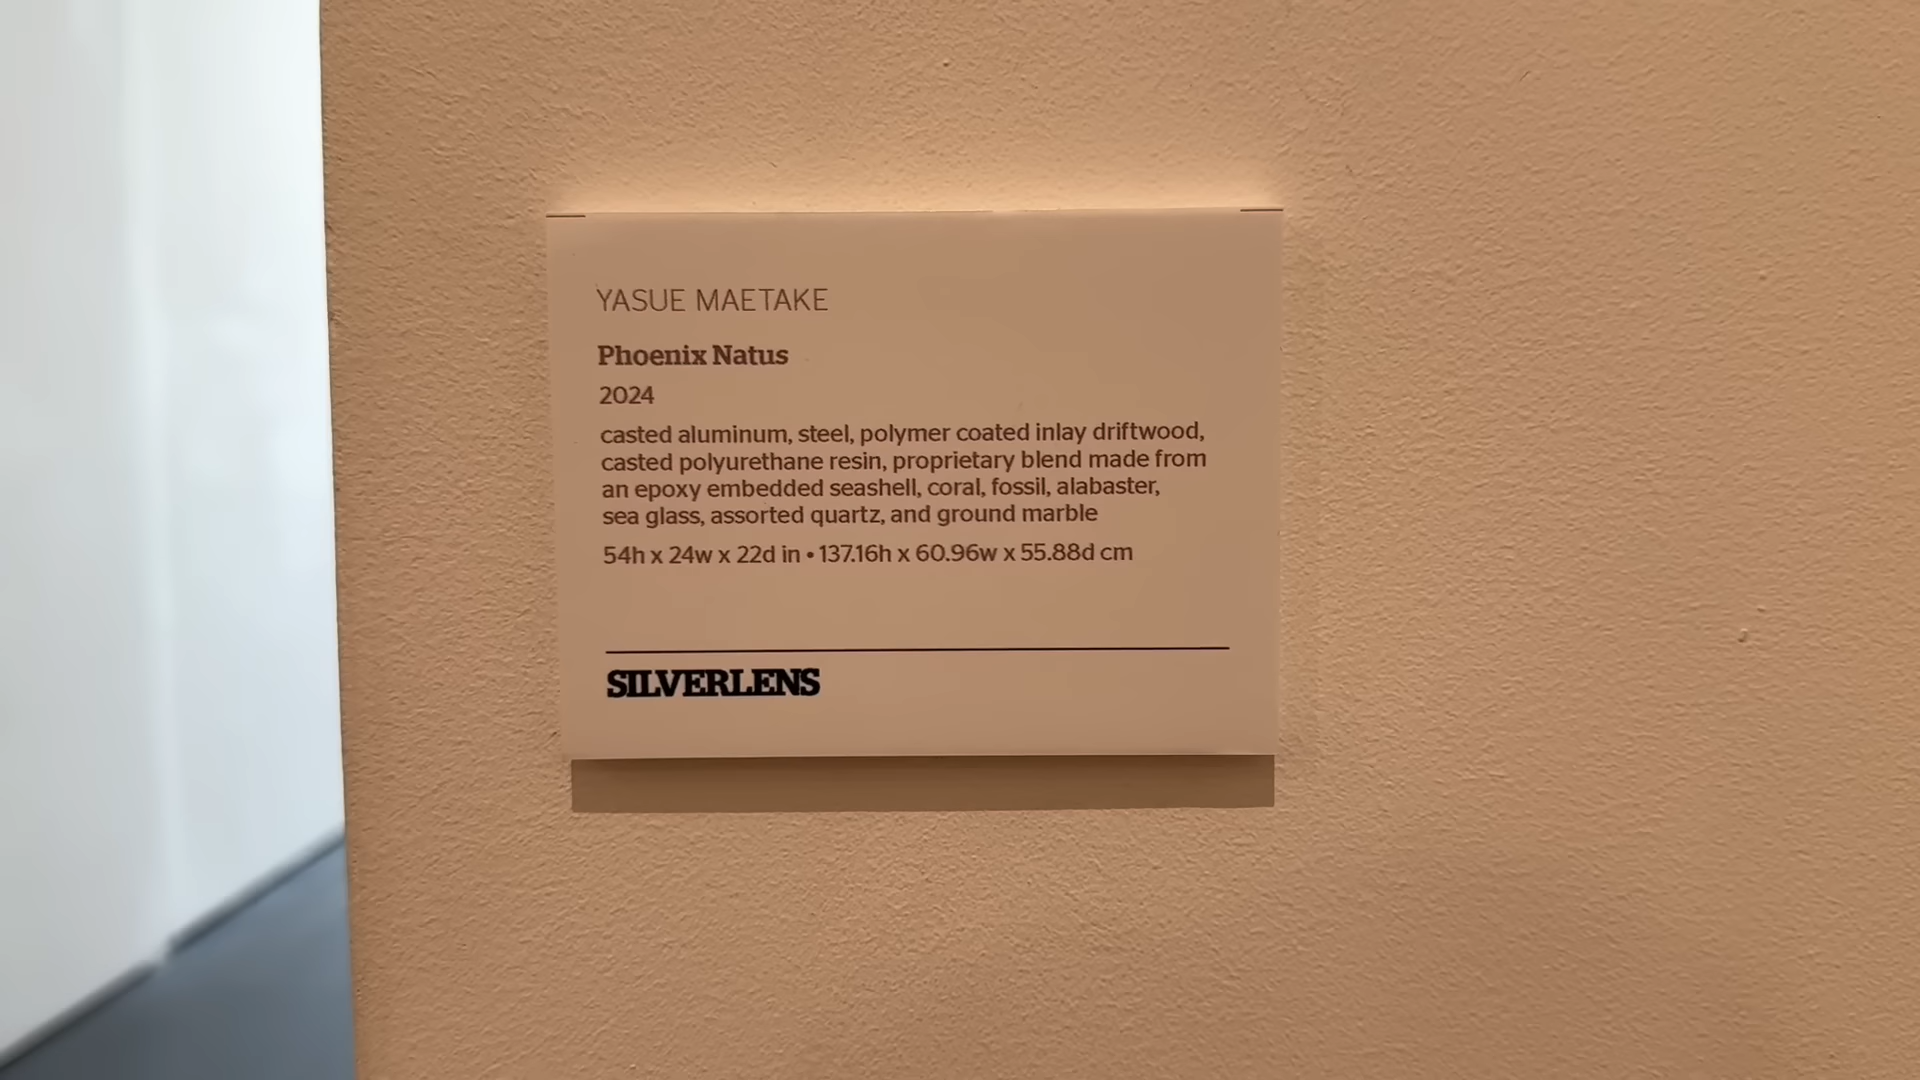 YASUE MAETAKE
Phoenix Natus
2024
casted aluminum, steel, polymer coated inlay driftwood,
casted polyurethane resin, proprietary blend made from
an epoxy embedded seashell, coral, fossil, alabaster,
sea glass, assorted quartz, and ground marble
54h x 24w x 22d in • 137.16h x 60.96w x 55.88d cm
SILVERLENS